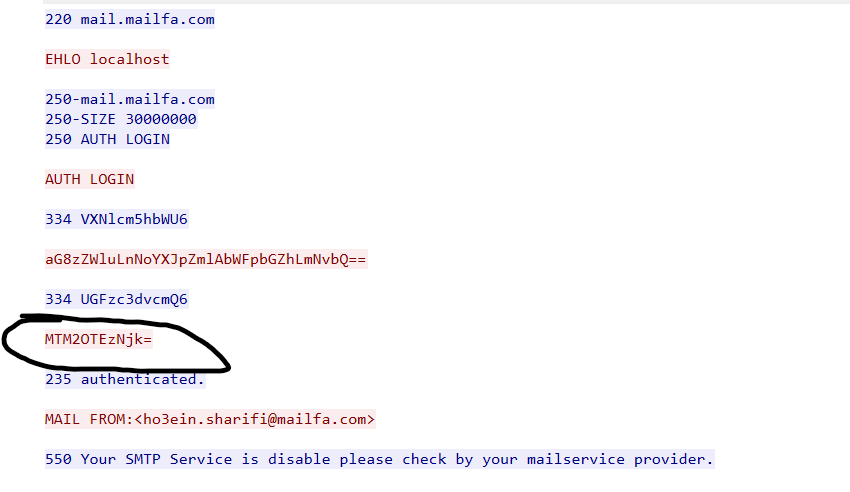 220 mail.mailfa.com
EHLO localhost
250-mail.mailfa.com
250-SIZE 30000000
250 AUTH LOGIN
AUTH LOGIN
334 VXNlcm5hbWU6
aG8zZWluLnNoYXJpZmlAbWFpbGZhLmNvbQ==
334 UGFzc3dvcmQ6
MTM2OTEzNjk=
235 authenticated.
MAIL FROM:<ho3ein.sharifi@mailfa.com>
550 Your SMTP Service is disable please check by your mailservice provider.